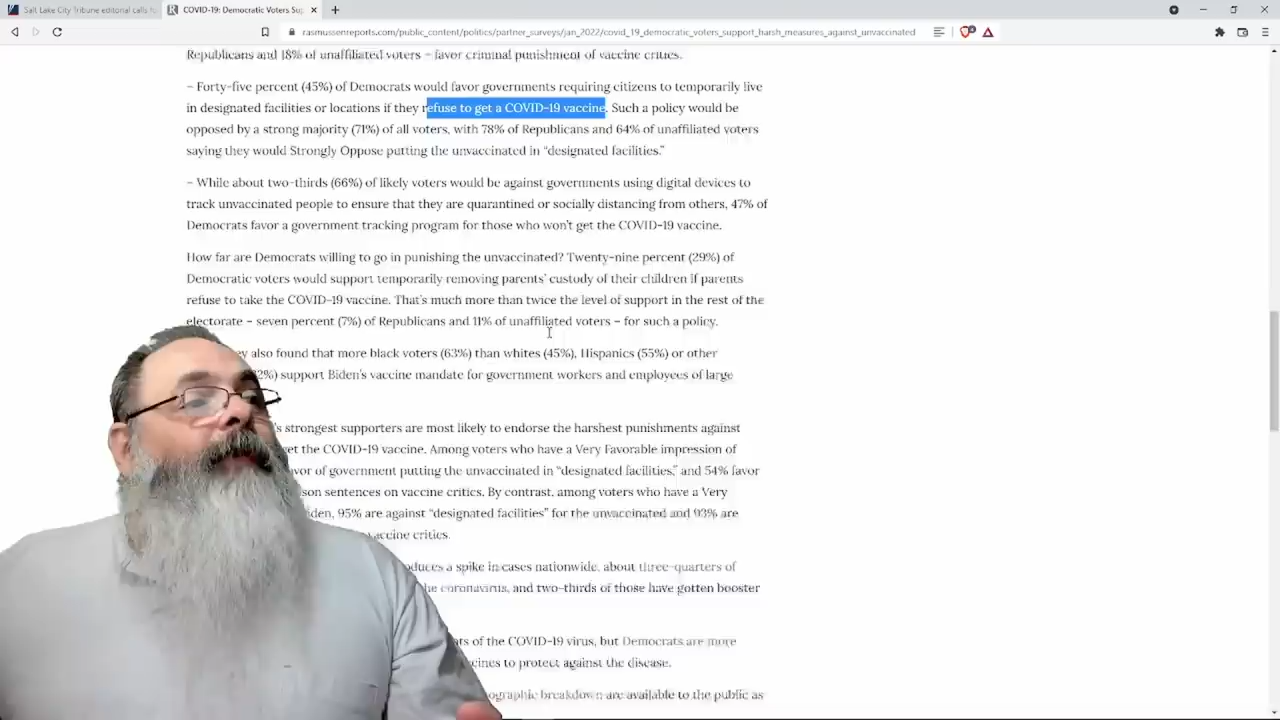 Salt Lake City Tribune editorial calls
COVID-19: Democratic Voters Sup
rasmussenreports.com/public_content/politics/partner_surveys/jan_2022/covid_19_democratic_voters_support_harsh_measures_against_unvaccinated
Republicans and 18% of unaffiliated voters – favor criminal punishment of vaccine critics.
– Forty-five percent (45%) of Democrats would favor governments requiring citizens to temporarily live
in designated facilities or locations if they refuse to get a COVID-19 vaccine. Such a policy would be
opposed by a strong majority (71%) of all voters, with 78% of Republicans and 64% of unaffiliated voters
saying they would Strongly Oppose putting the unvaccinated in “designated facilities.”
– While about two-thirds (66%) of likely voters would be against governments using digital devices to
track unvaccinated people to ensure that they are quarantined or socially distancing from others, 47% of
Democrats favor a government tracking program for those who won’t get the COVID-19 vaccine.
How far are Democrats willing to go in punishing the unvaccinated? Twenty-nine percent (29%) of
Democratic voters would support temporarily removing parents’ custody of their children if parents
refuse to take the COVID-19 vaccine. That’s much more than twice the level of support in the rest of the
electorate – seven percent (7%) of Republicans and 11% of unaffiliated voters – for such a policy.
ey also found that more black voters (63%) than whites (45%), Hispanics (55%) or other
2%) support Biden’s vaccine mandate for government workers and employees of large
’s strongest supporters are most likely to endorse the harshest punishments against
get the COVID-19 vaccine. Among voters who have a Very Favorable impression of
avor of government putting the unvaccinated in “designated facilities,” and 54% favor
son sentences on vaccine critics. By contrast, among voters who have a Very
den, 95% are against “designated facilities” for the unvaccinated and 93% are
vaccine critics.
oduces a spike in cases nationwide, about three-quarters of
he coronavirus, and two-thirds of those have gotten booster
ats of the COVID-19 virus, but Democrats are more
cines to protect against the disease.
ographic breakdown are available to the public as